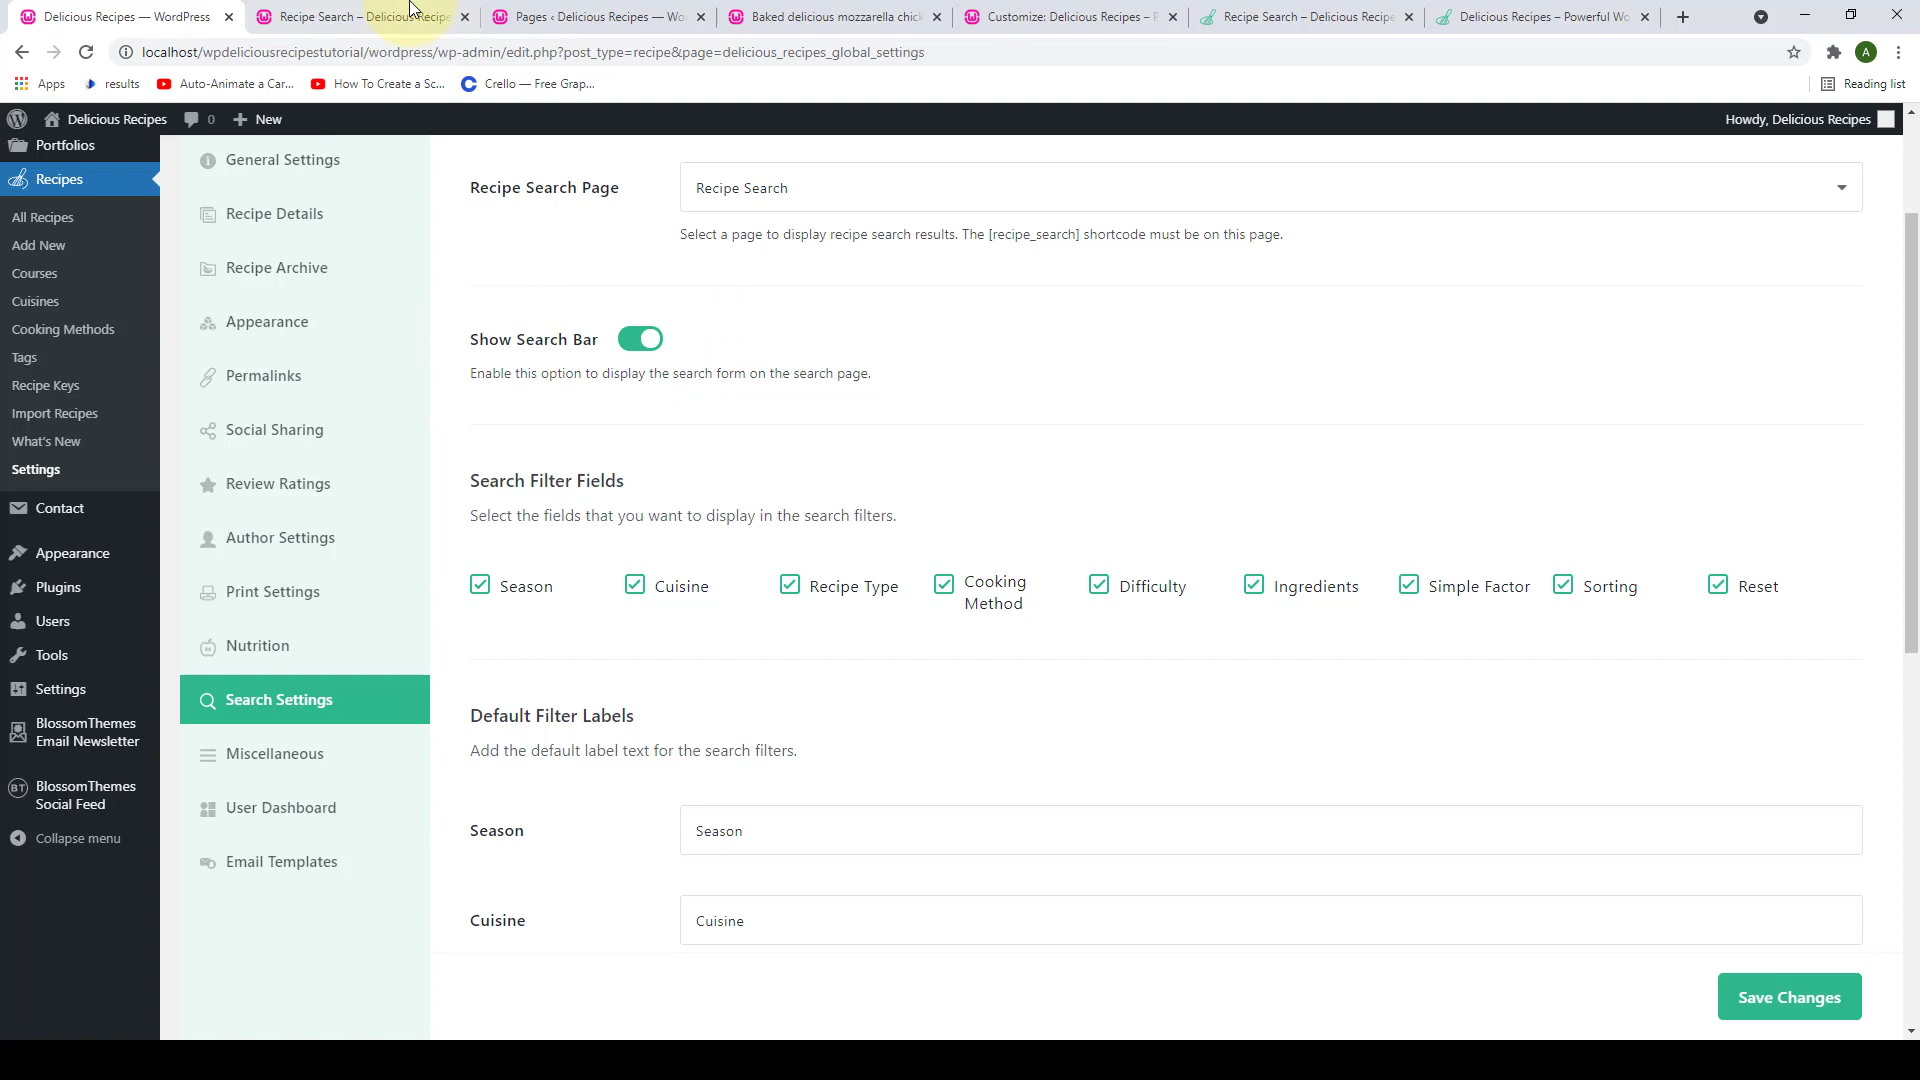 Delicious Recipes — WordPress
Recipe Search – Delicious Recipe
Pages ‹ Delicious Recipes — Wo
Baked delicious mozzarella chick
Customize: Delicious Recipes – P
Recipe Search – Delicious Recipe
Delicious Recipes – Powerful Wo
localhost/wpdeliciousrecipestutorial/wordpress/wp-admin/edit.php?post_type=recipe&page=delicious_recipes_global_settings
A
Apps
results
Auto-Animate a Car...
How To Create a Sc...
Crello — Free Grap...
Reading list
Delicious Recipes
0
New
Howdy, Delicious Recipes
Portfolios
Recipes
All Recipes
Add New
Courses
Cuisines
Cooking Methods
Tags
Recipe Keys
Import Recipes
What's New
Settings
Contact
Appearance
Plugins
Users
Tools
Settings
BlossomThemes
Email Newsletter
BT
BlossomThemes
Social Feed
Collapse menu
General Settings
Recipe Details
Recipe Archive
Appearance
Permalinks
Social Sharing
Review Ratings
Author Settings
Print Settings
Nutrition
Search Settings
Miscellaneous
User Dashboard
Email Templates
Recipe Search Page
Recipe Search
Select a page to display recipe search results. The [recipe_search] shortcode must be on this page.
Show Search Bar
Enable this option to display the search form on the search page.
Search Filter Fields
Select the fields that you want to display in the search filters.
Season
Cuisine
Recipe Type
Cooking
Method
Difficulty
Ingredients
Simple Factor
Sorting
Reset
Default Filter Labels
Add the default label text for the search filters.
Season
Season
Cuisine
Cuisine
Save Changes